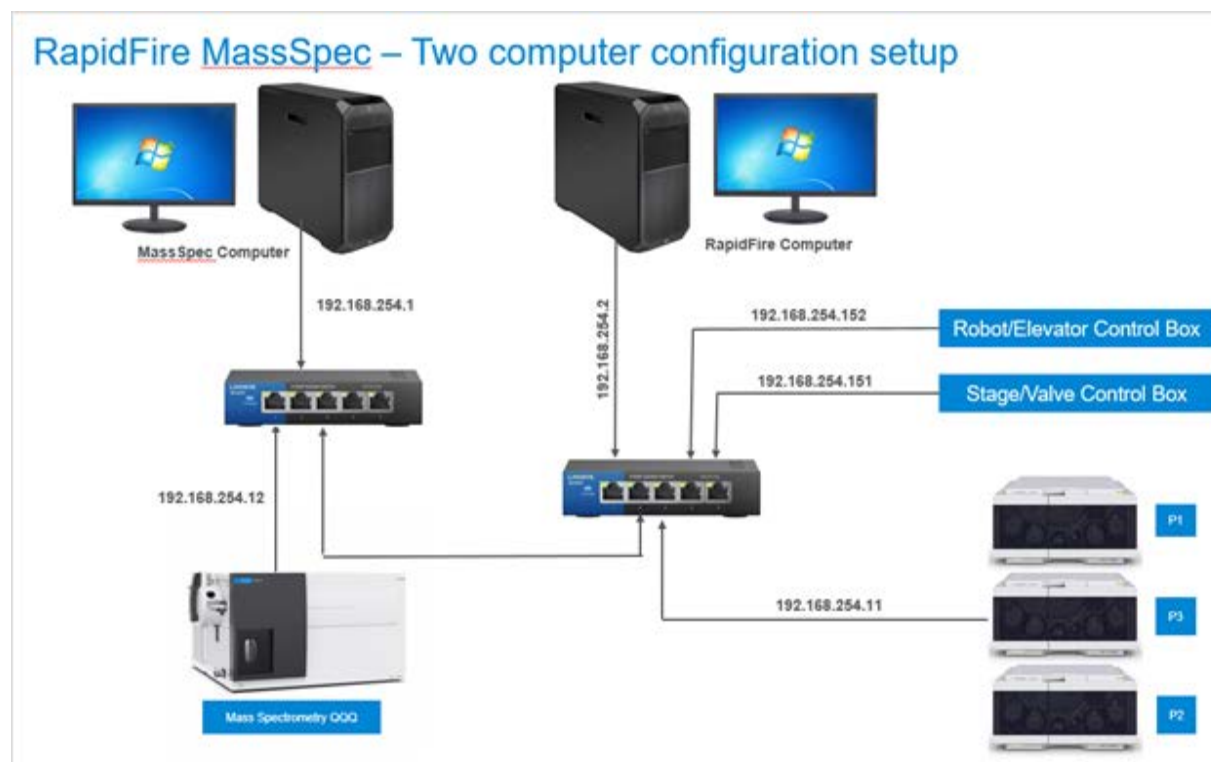 RapidFire MassSpec – Two computer configuration setup
MassSpec Computer
RapidFire Computer
192.168.254.1
192.168.254.2
192.168.254.152
Robot/Elevator Control Box
192.168.254.151
Stage/Valve Control Box
192.168.254.12
P1
192.168.254.11
P3
Mass Spectrometry QQQ
P2